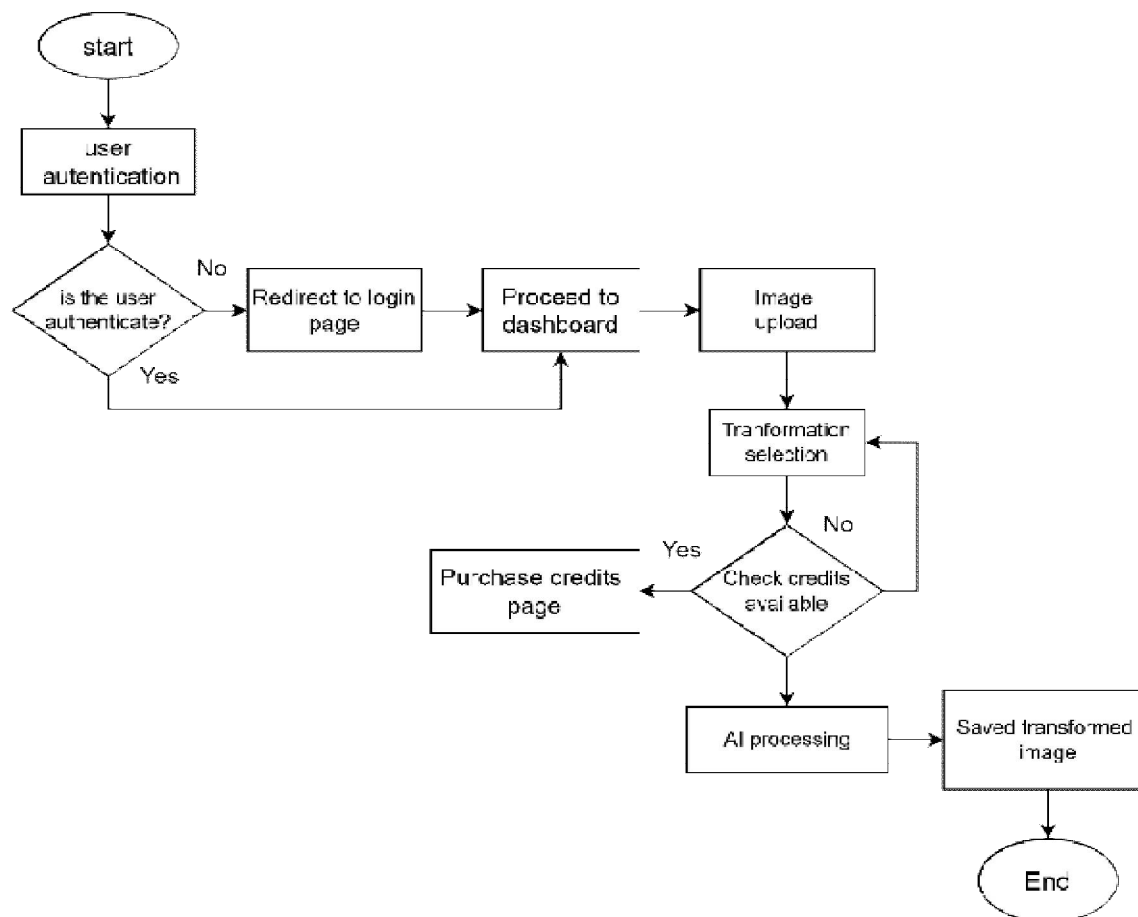 start
user
autentication
is the user
authenticate?
No
Yes
Redirect to login
page
Proceed to
dashboard
Image
upload
Tranformation
selection
No
Yes
Check credits
available
Purchase credits
page
AI processing
Saved transformed
image
End